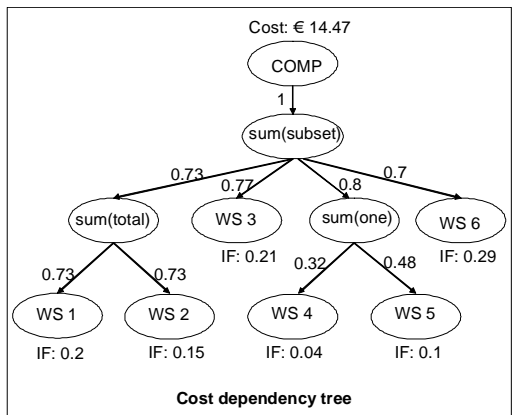 Cost: € 14.47
COMP
1
sum(subset)
0.73
0.77
0.8
0.7
sum(total)
WS 3
sum(one)
WS 6
IF: 0.21
IF: 0.29
0.73
0.73
0.32
0.48
WS 1
WS 2
WS 4
WS 5
IF: 0.2
IF: 0.15
IF: 0.04
IF: 0.1
Cost dependency tree